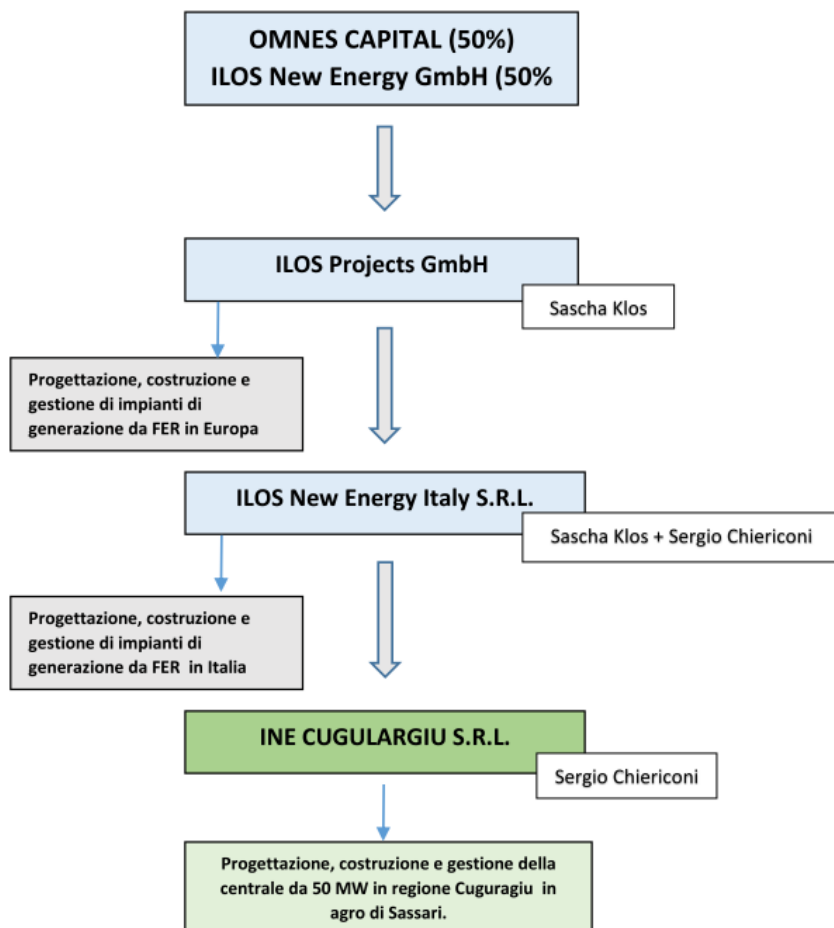 OMNES CAPITAL (50%)
ILOS New Energy GmbH (50%
ILOS Projects GmbH
Sascha Klos
Progettazione, costruzione e
gestione di impianti di
generazione da FER in Europa
ILOS New Energy Italy S.R.L.
Sascha Klos + Sergio Chiericoni
Progettazione, costruzione e
gestione di impianti di
generazione da FER in Italia
INE CUGULARGIU S.R.L.
Sergio Chiericoni
Progettazione, costruzione e gestione della
centrale da 50 MW in regione Cuguragiu in
agro di Sassari.